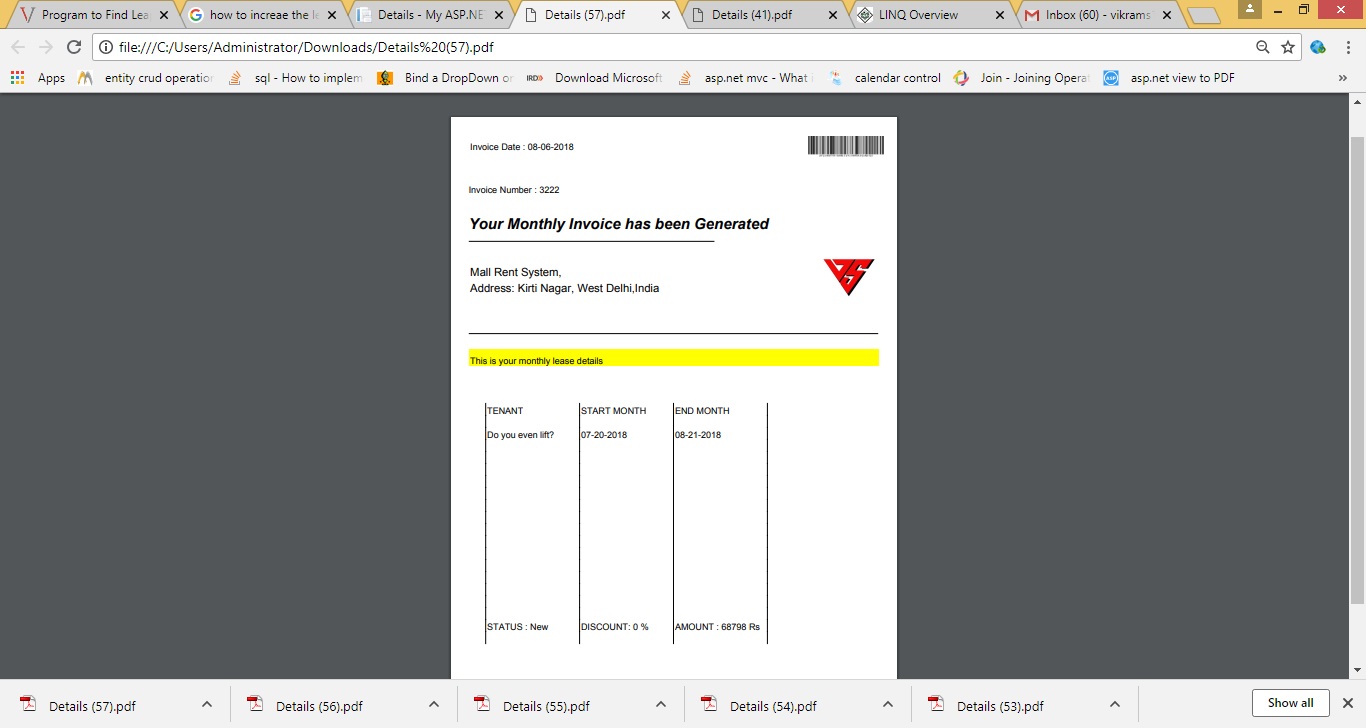 Program to Find Lea
how to increae the le
Details - My ASP.NE
Details (57).pdf
Details (41).pdf
LINQ Overview
Inbox (60) - vikrams
file:///C:/Users/Administrator/Downloads/Details%20(57).pdf
Apps
entity crud operation
sql - How to implem
Bind a DropDown or
IRD»
Download Microsoft
asp.net mvc - What i
calendar control
Join - Joining Opera
ASP
asp.net view to PDF
»
Invoice Date : 08-06-2018
Invoice Number : 3222
Your Monthly Invoice has been Generated
Mall Rent System,
Address: Kirti Nagar, West Delhi,India
This is your monthly lease details
TENANT START MONTH END MONTH
Do you even lift? 07-20-2018 08-21-2018
STATUS : New DISCOUNT: 0 % AMOUNT : 68798 Rs
Details (57).pdf
Details (56).pdf
Details (55).pdf
Details (54).pdf
Details (53).pdf
Show all